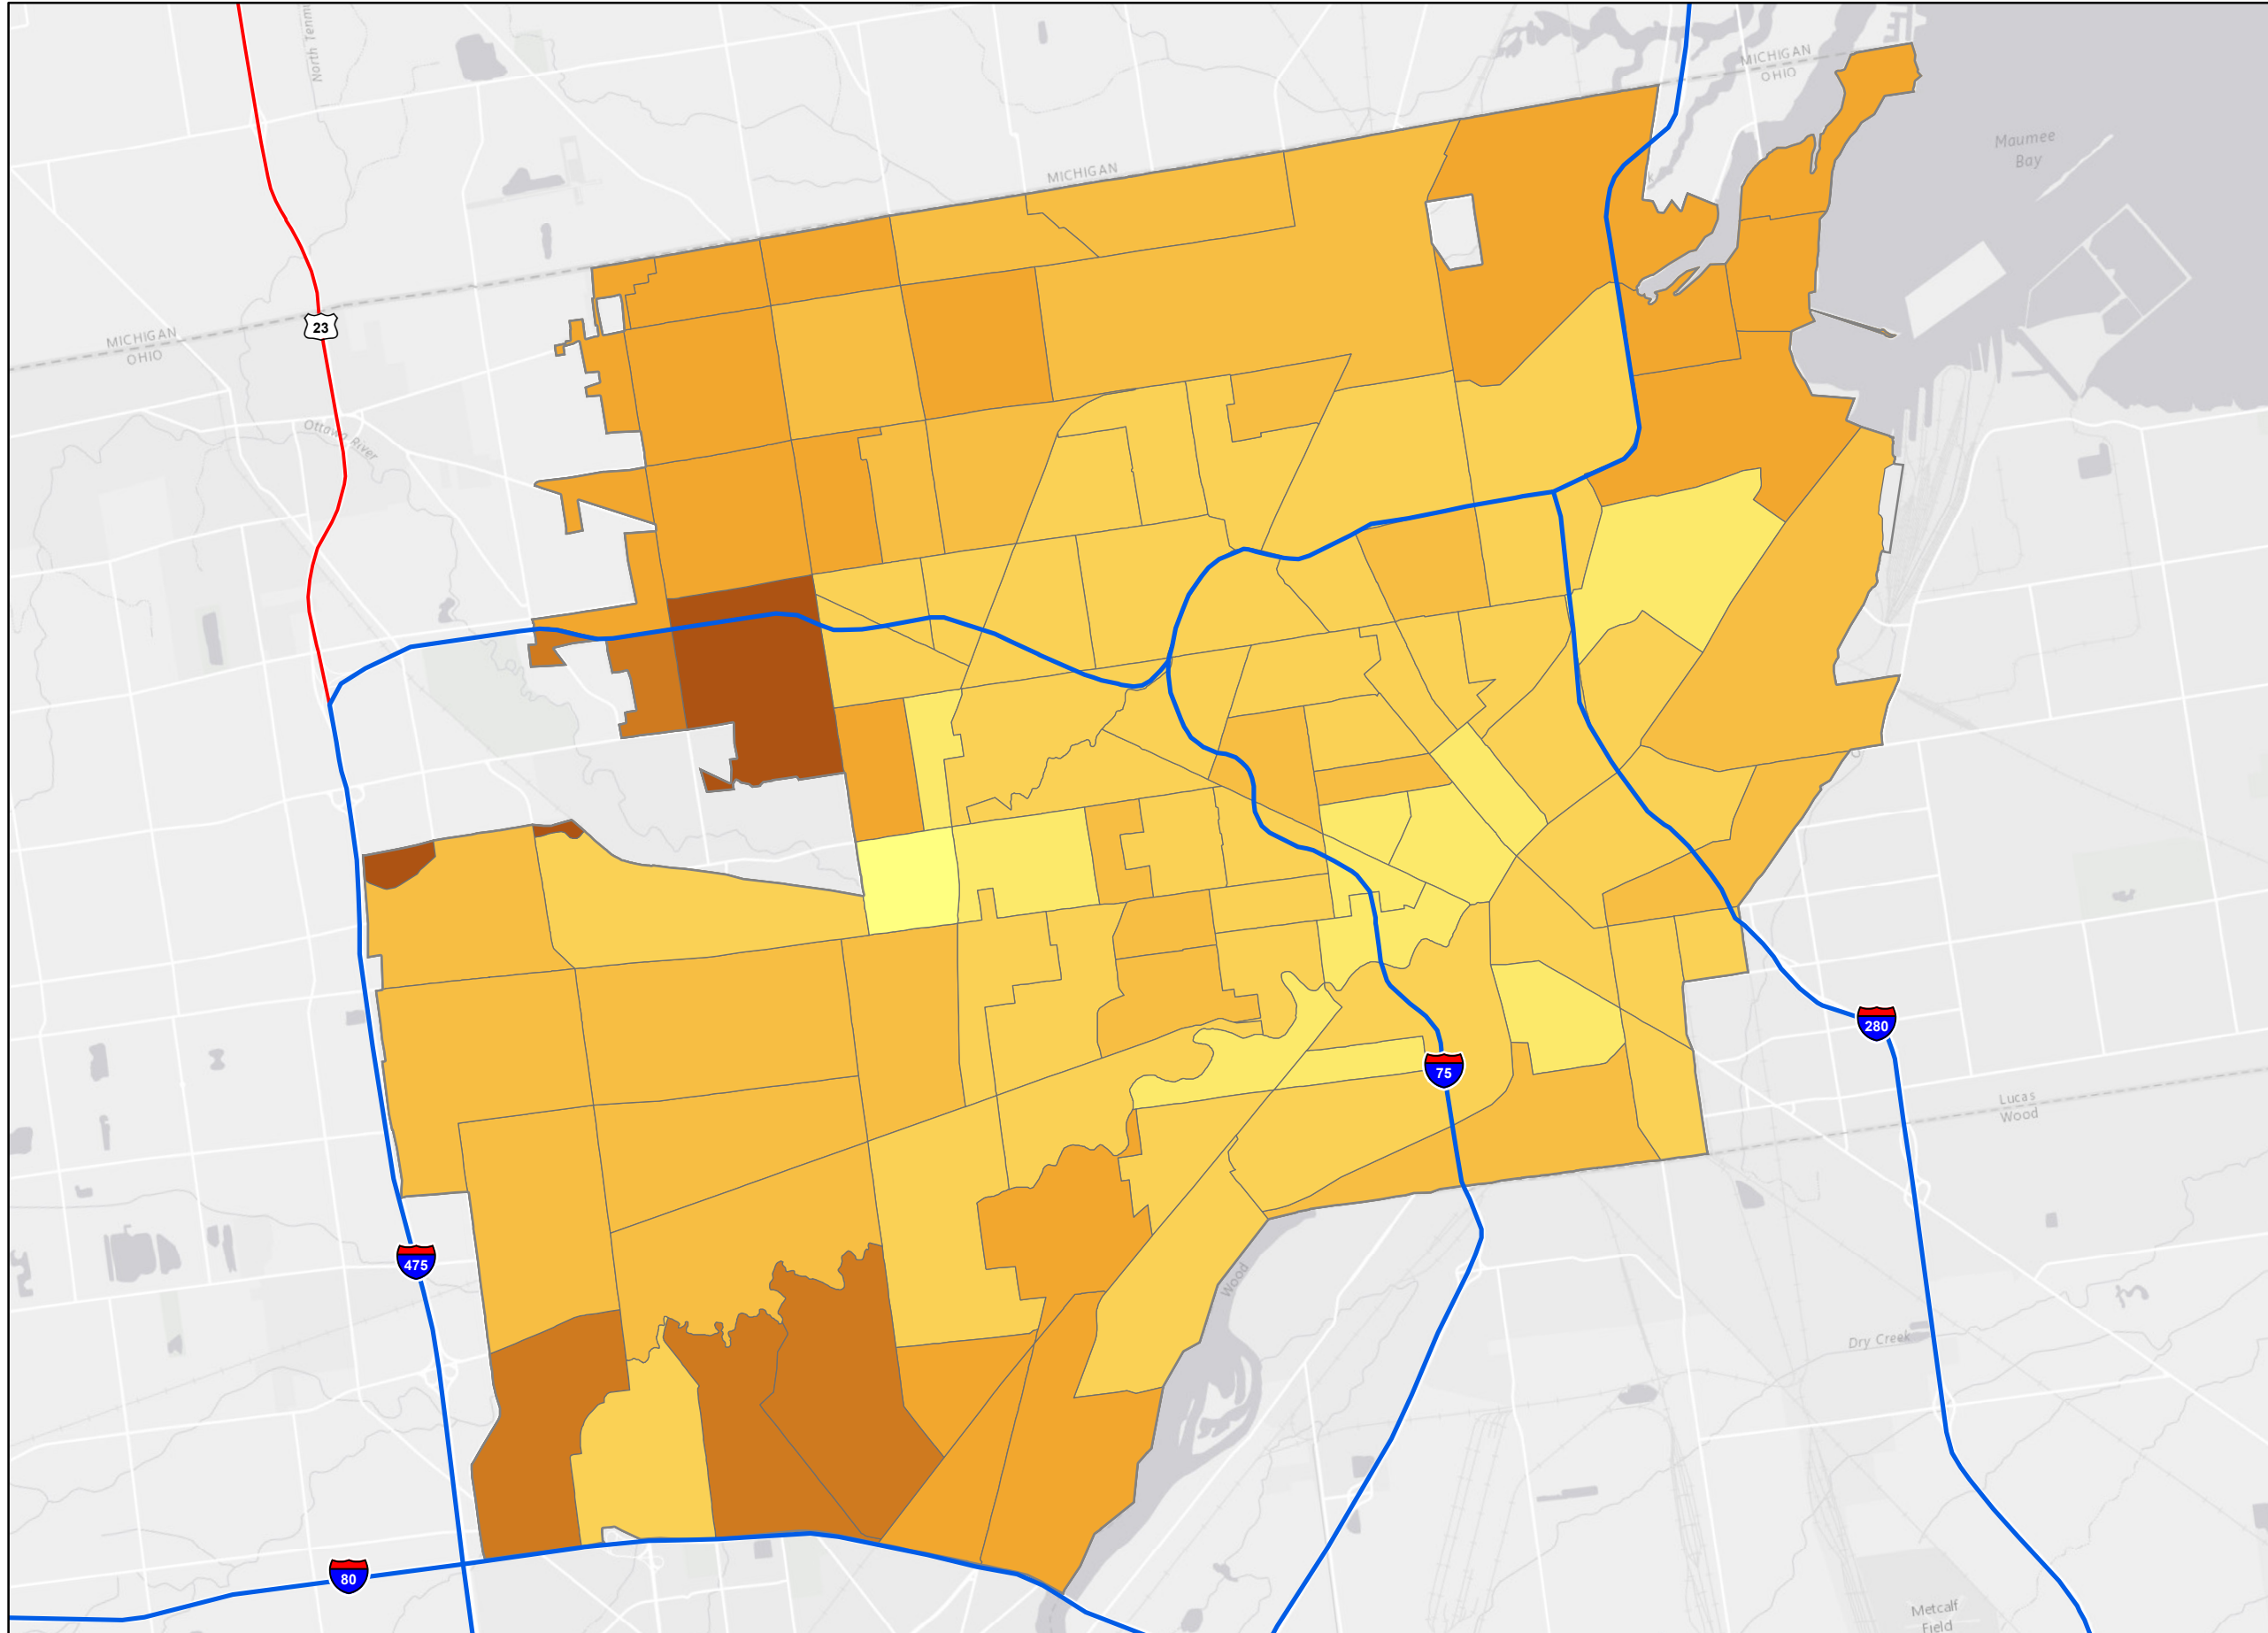 North Tenmi
MICHIGAN
OHIO
Maumee
Bay
MICHIGAN
23
MICHIGAN
OHIO
Ottawa River
280
75
Lucas
Wood
475
Wood
Dry Creek
80
Metcalf
Field